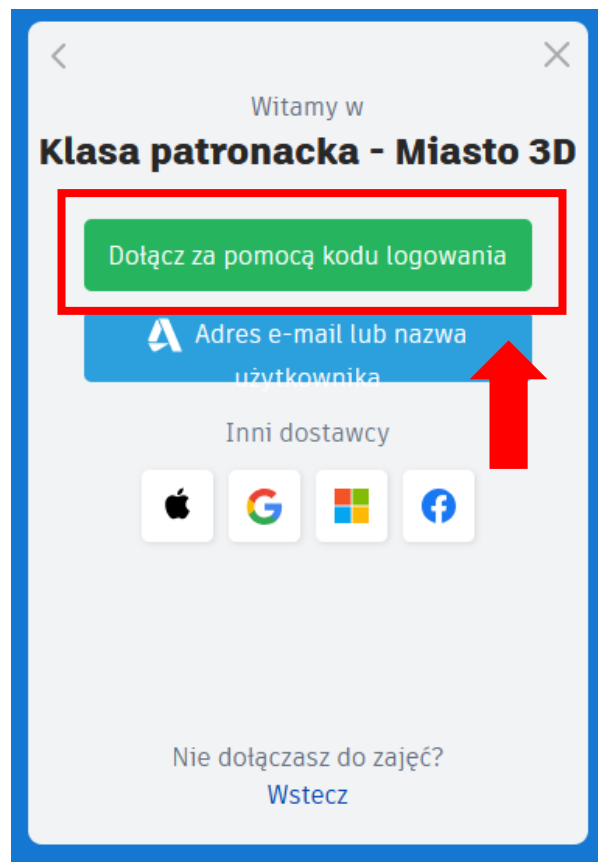 Witamy w
Klasa patronacka - Miasto 3D
Dołącz za pomocą kodu logowania
Adres e-mail lub nazwa
użytkownika
Inni dostawcy
Nie dołączasz do zajęć?
Wstecz